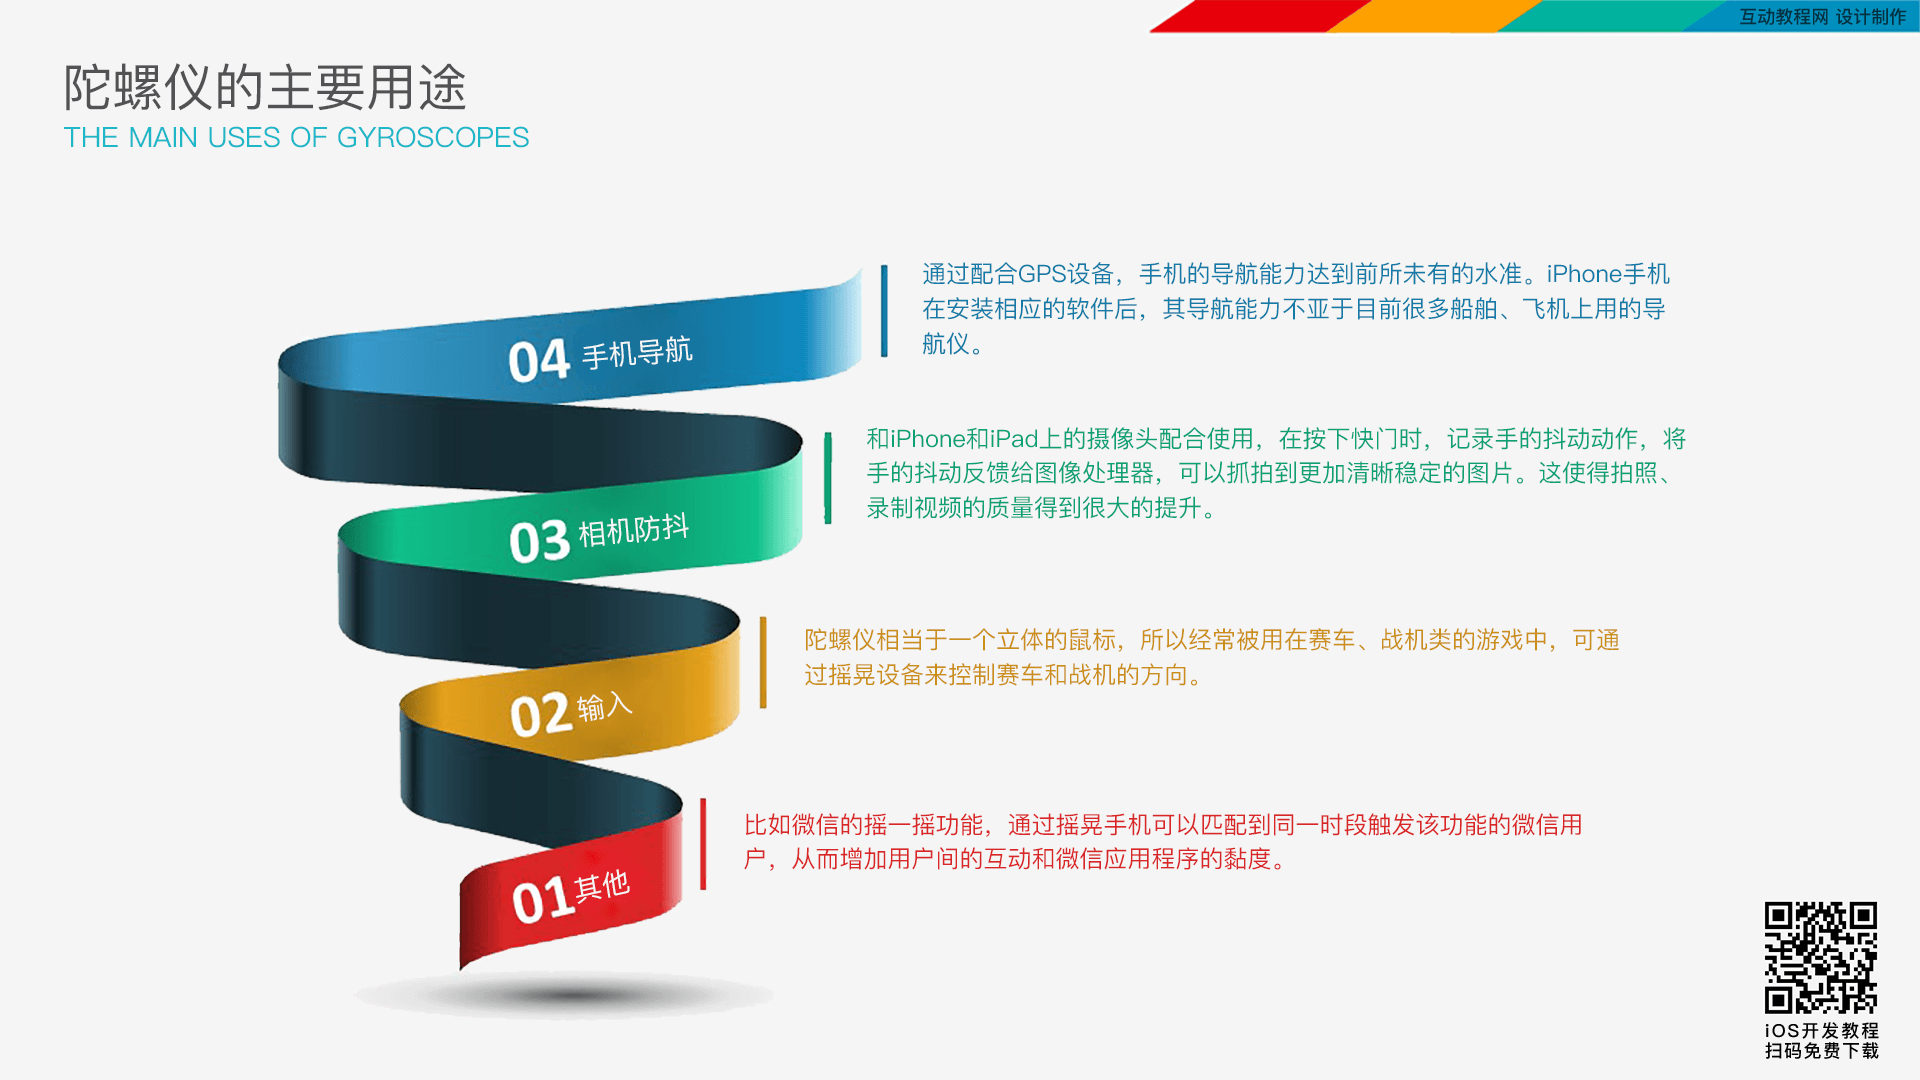 互动教程网 设计制作
陀螺仪的主要用途
THE MAIN USES OF GYROSCOPES
04 手机导航
通过配合GPS设备，手机的导航能力达到前所未有的水准。iPhone手机
在安装相应的软件后，其导航能力不亚于目前很多船舶、飞机上用的导
航仪。
03 相机防抖
和iPhone和iPad上的摄像头配合使用，在按下快门时，记录手的抖动动作，将
手的抖动反馈给图像处理器，可以抓拍到更加清晰稳定的图片。这使得拍照、
录制视频的质量得到很大的提升。
02 输入
陀螺仪相当于一个立体的鼠标，所以经常被用在赛车、战机类的游戏中，可通
过摇晃设备来控制赛车和战机的方向。
01 其他
比如微信的摇一摇功能，通过摇晃手机可以匹配到同一时段触发该功能的微信用
户，从而增加用户间的互动和微信应用程序的黏度。
iOS开发教程
扫码免费下载